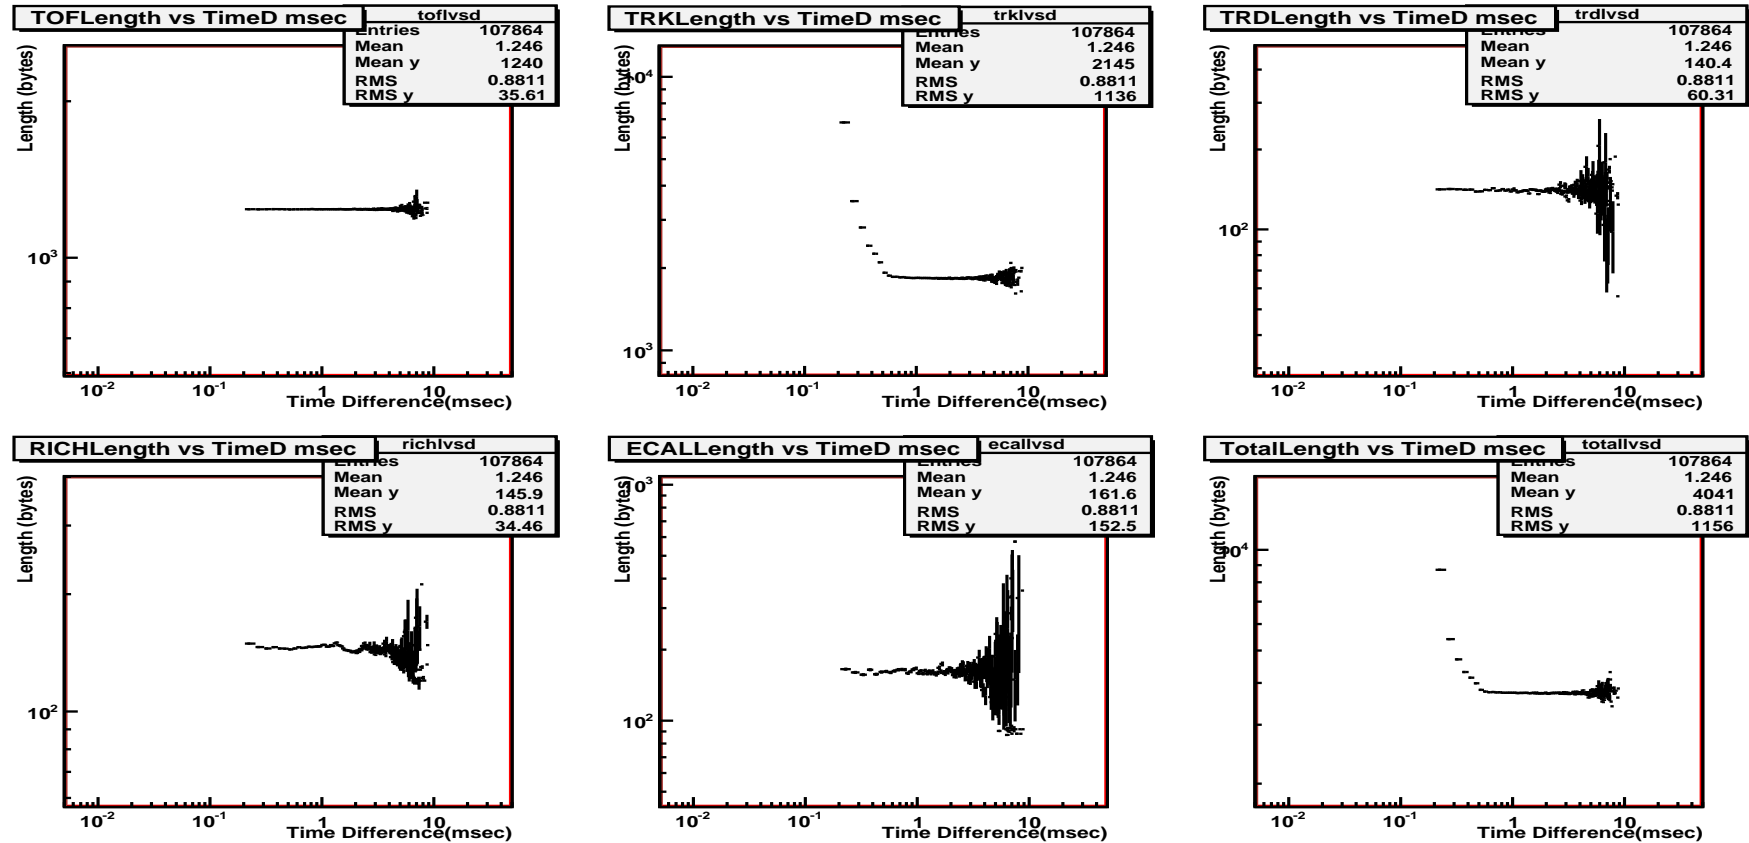 TOFLength vs TimeD msec
toflvsd
Entries 107864
Mean 1.246
Mean y 1240
RMS 0.8811
RMS y 35.61
Length (bytes)
10³
10⁻² 10⁻¹ 1 10
Time Difference(msec)
TRKLength vs TimeD msec
trklvsd
Entries 107864
Mean 1.246
Mean y 2145
RMS 0.8811
RMS y 1136
Length (bytes)
10⁴
10³
10⁻² 10⁻¹ 1 10
Time Difference(msec)
TRDLength vs TimeD msec
trdlvsd
Entries 107864
Mean 1.246
Mean y 140.4
RMS 0.8811
RMS y 60.31
Length (bytes)
10²
10⁻² 10⁻¹ 1 10
Time Difference(msec)
RICHLength vs TimeD msec
richlvsd
Entries 107864
Mean 1.246
Mean y 145.9
RMS 0.8811
RMS y 34.46
Length (bytes)
10²
10⁻² 10⁻¹ 1 10
Time Difference(msec)
ECALLength vs TimeD msec
ecallvsd
Entries 107864
Mean 1.246
Mean y 161.6
RMS 0.8811
RMS y 152.5
Length (bytes)
10³
10²
10⁻² 10⁻¹ 1 10
Time Difference(msec)
TotalLength vs TimeD msec
totallvsd
Entries 107864
Mean 1.246
Mean y 4041
RMS 0.8811
RMS y 1156
Length (bytes)
10⁴
10⁻² 10⁻¹ 1 10
Time Difference(msec)